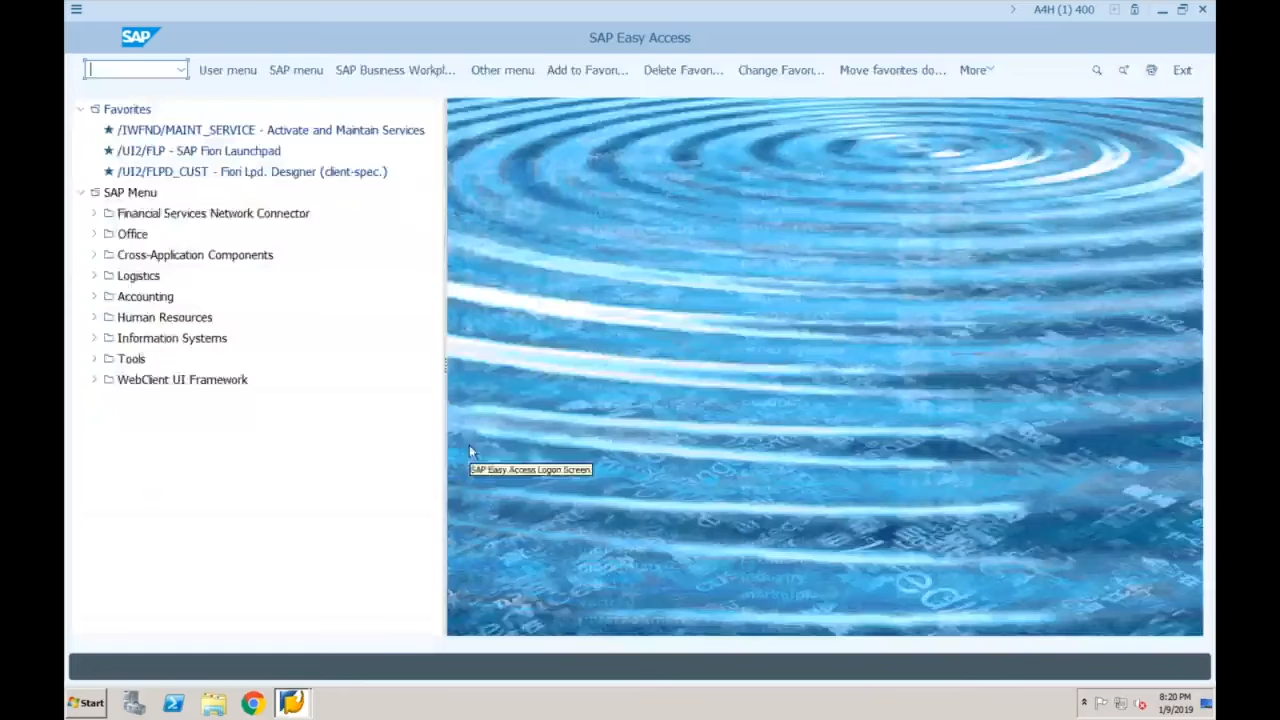 A4H (1) 400
SAP
SAP Easy Access
User menu SAP menu SAP Business Workpl... Other menu Add to Favori... Delete Favori... Change Favori... Move favorites do... More Exit
Favorites
/IWFND/MAINT_SERVICE - Activate and Maintain Services
/UI2/FLP - SAP Fiori Launchpad
/UI2/FLPD_CUST - Fiori Lpd. Designer (client-spec.)
SAP Menu
Financial Services Network Connector
Office
Cross-Application Components
Logistics
Accounting
Human Resources
Information Systems
Tools
WebClient UI Framework
SAP Easy Access Logon Screen
Start
8:20 PM
1/9/2019